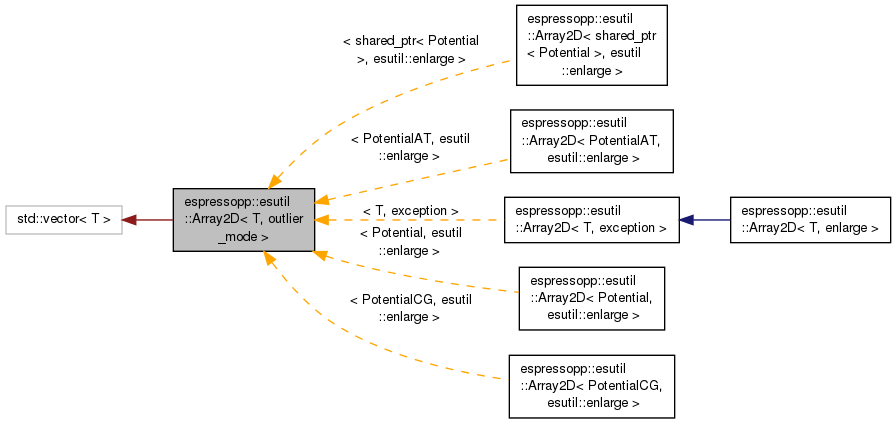 espressopp::esutil
::Array2D< shared_ptr
< Potential >, esutil
::enlarge >
< shared_ptr< Potential
>, esutil::enlarge >
espressopp::esutil
::Array2D< PotentialAT,
esutil::enlarge >
< PotentialAT, esutil
::enlarge >
std::vector< T >
espressopp::esutil
::Array2D< T, outlier
_mode >
< T, exception >
espressopp::esutil
::Array2D< T, exception >
espressopp::esutil
::Array2D< T, enlarge >
< Potential, esutil
::enlarge >
espressopp::esutil
::Array2D< Potential,
esutil::enlarge >
< PotentialCG, esutil
::enlarge >
espressopp::esutil
::Array2D< PotentialCG,
esutil::enlarge >